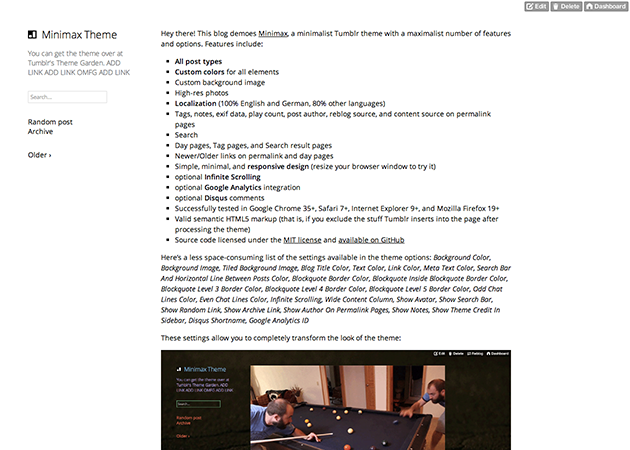 Edit Delete Dashboard
Minimax Theme
You can get the theme over at
Tumblr's Theme Garden. ADD
LINK ADD LINK OMFG ADD LINK
Search...
Random post
Archive
Older ›
Hey there! This blog demoes Minimax, a minimalist Tumblr theme with a maximalist number of features
and options. Features include:
All post types
Custom colors for all elements
Custom background image
High-res photos
Localization (100% English and German, 80% other languages)
Tags, notes, exif data, play count, post author, reblog source, and content source on permalink
pages
Search
Day pages, Tag pages, and Search result pages
Newer/Older links on permalink and day pages
Simple, minimal, and responsive design (resize your browser window to try it)
optional Infinite Scrolling
optional Google Analytics integration
optional Disqus comments
Successfully tested in Google Chrome 35+, Safari 7+, Internet Explorer 9+, and Mozilla Firefox 19+
Valid semantic HTML5 markup (that is, if you exclude the stuff Tumblr inserts into the page after
processing the theme)
Source code licensed under the MIT license and available on GitHub
Here's a less space-consuming list of the settings available in the theme options: Background Color,
Background Image, Tiled Background Image, Blog Title Color, Text Color, Link Color, Meta Text Color, Search Bar
And Horizontal Line Between Posts Color, Blockquote Border Color, Blockquote Inside Blockquote Border Color,
Blockquote Level 3 Border Color, Blockquote Level 4 Border Color, Blockquote Level 5 Border Color, Odd Chat
Lines Color, Even Chat Lines Color, Infinite Scrolling, Wide Content Column, Show Avatar, Show Search Bar,
Show Random Link, Show Archive Link, Show Author On Permalink Pages, Show Notes, Show Theme Credit In
Sidebar, Disqus Shortname, Google Analytics ID
These settings allow you to completely transform the look of the theme:
Edit Delete Dashboard
Minimax Theme
You can get the theme over at
Tumblr's Theme Garden. ADD
LINK ADD LINK OMFG ADD LINK
Search...
Random post
Archive
Older ›